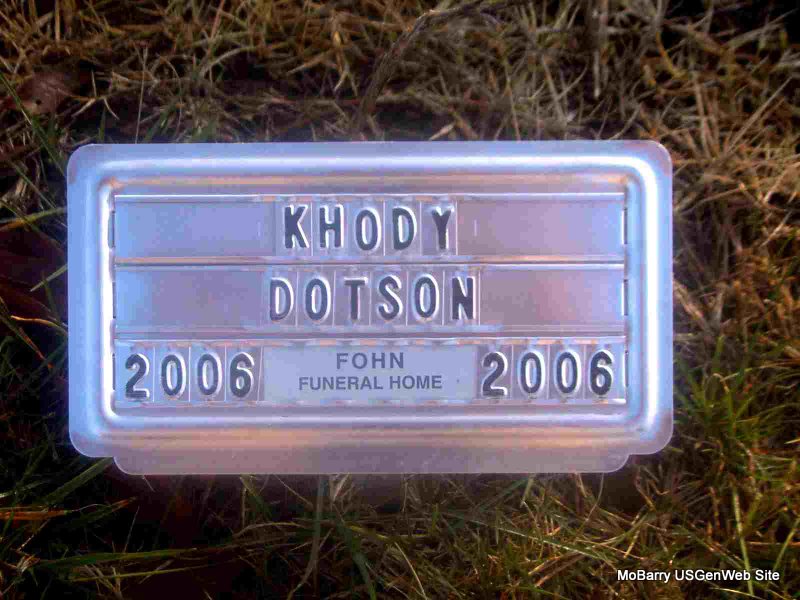 KHODY
DOTSON
2006 FOHN FUNERAL HOME 2006
MoBarry USGenWeb Site